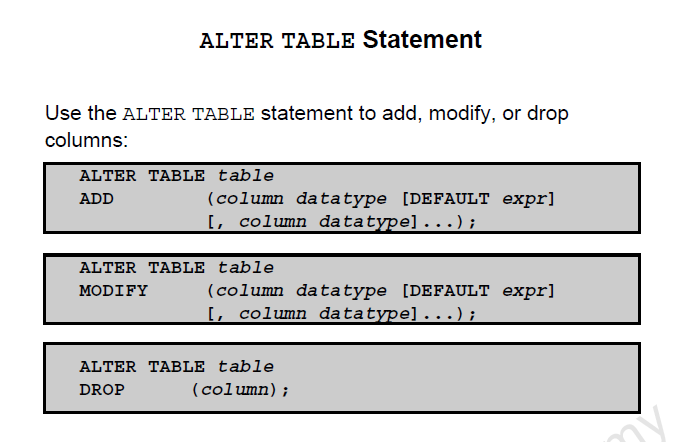 ALTER TABLE Statement
Use the ALTER TABLE statement to add, modify, or drop
columns:
ALTER TABLE table
ADD (column datatype [DEFAULT expr]
[, column datatype]...);
ALTER TABLE table
MODIFY (column datatype [DEFAULT expr]
[, column datatype]...);
ALTER TABLE table
DROP (column);